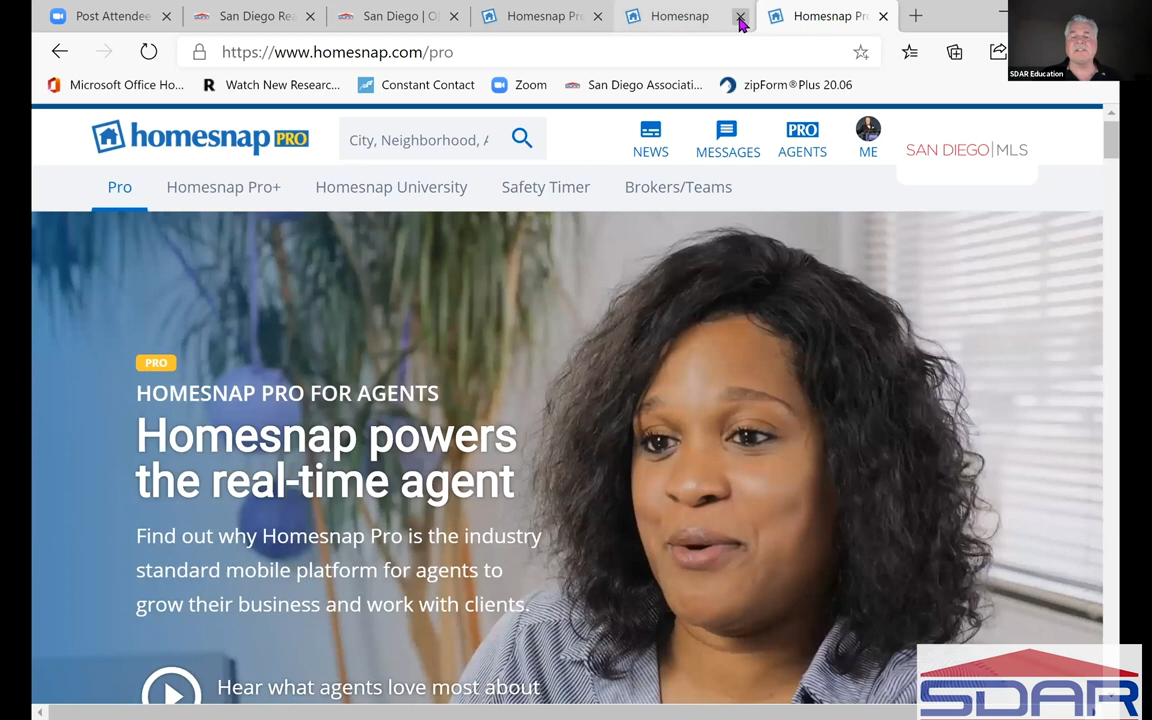 Post Attendee
San Diego Rea
San Diego | O
Homesnap Pr
Homesnap
Homesnap Pr
SDAR Education
https://www.homesnap.com/pro
Microsoft Office Ho...
Watch New Researc...
Constant Contact
Zoom
San Diego Associati...
zipForm®Plus 20.06
homesnap PRO
City, Neighborhood, A
NEWS
MESSAGES
PRO
AGENTS
ME
SAN DIEGO|MLS
Pro
Homesnap Pro+
Homesnap University
Safety Timer
Brokers/Teams
PRO
HOMESNAP PRO FOR AGENTS
Homesnap powers
the real-time agent
Find out why Homesnap Pro is the industry
standard mobile platform for agents to
grow their business and work with clients.
Hear what agents love most about
SDAR